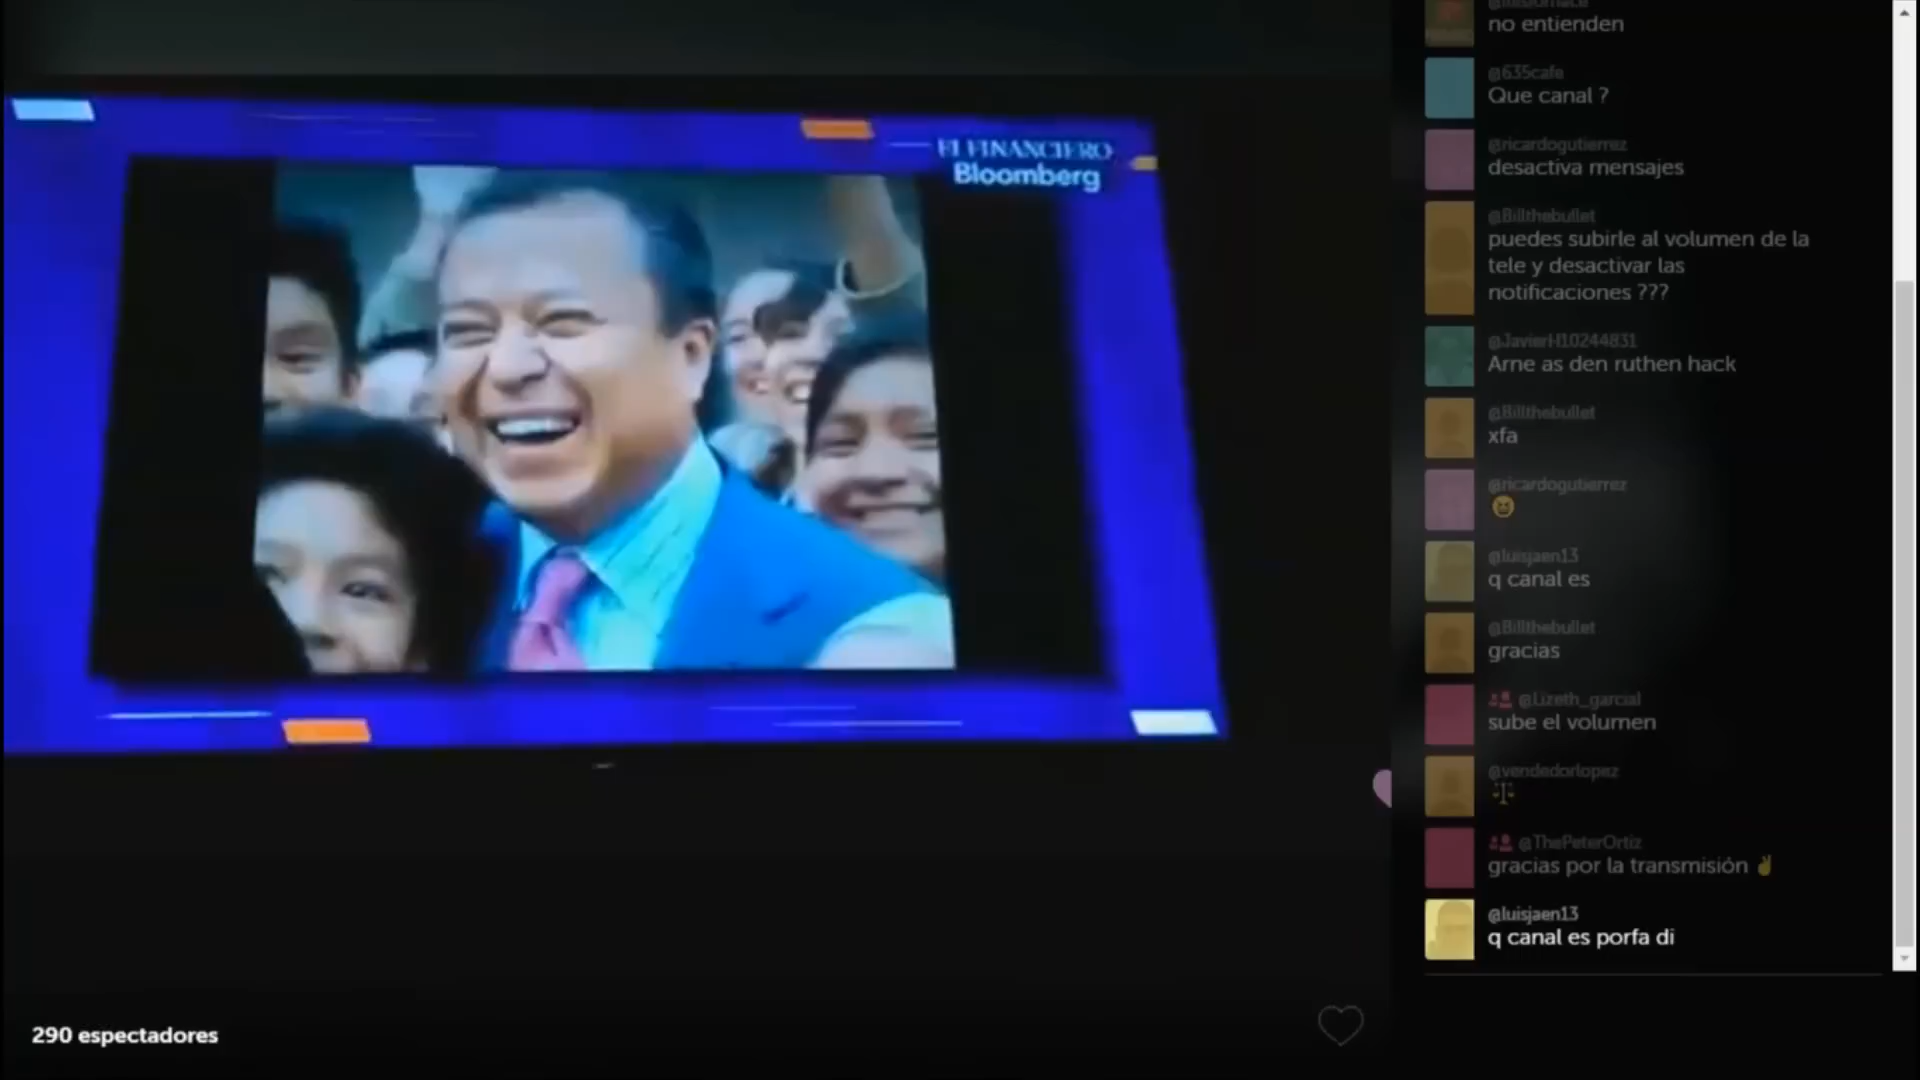 EL FINANCIERO
Bloomberg
no entienden
@635cafe
Que canal ?
@ricardogutierrez
desactiva mensajes
@Billthebullet
puedes subirle al volumen de la
tele y desactivar las
notificaciones ???
@JavierH10244831
Arne as den ruthen hack
@Billthebullet
xfa
@ricardogutierrez
@luisjaen13
q canal es
@Billthebullet
gracias
@Lizeth_garcial
sube el volumen
@vendedorlopez
@ThePeterOrtiz
gracias por la transmisión
@luisjaen13
q canal es porfa di
290 espectadores